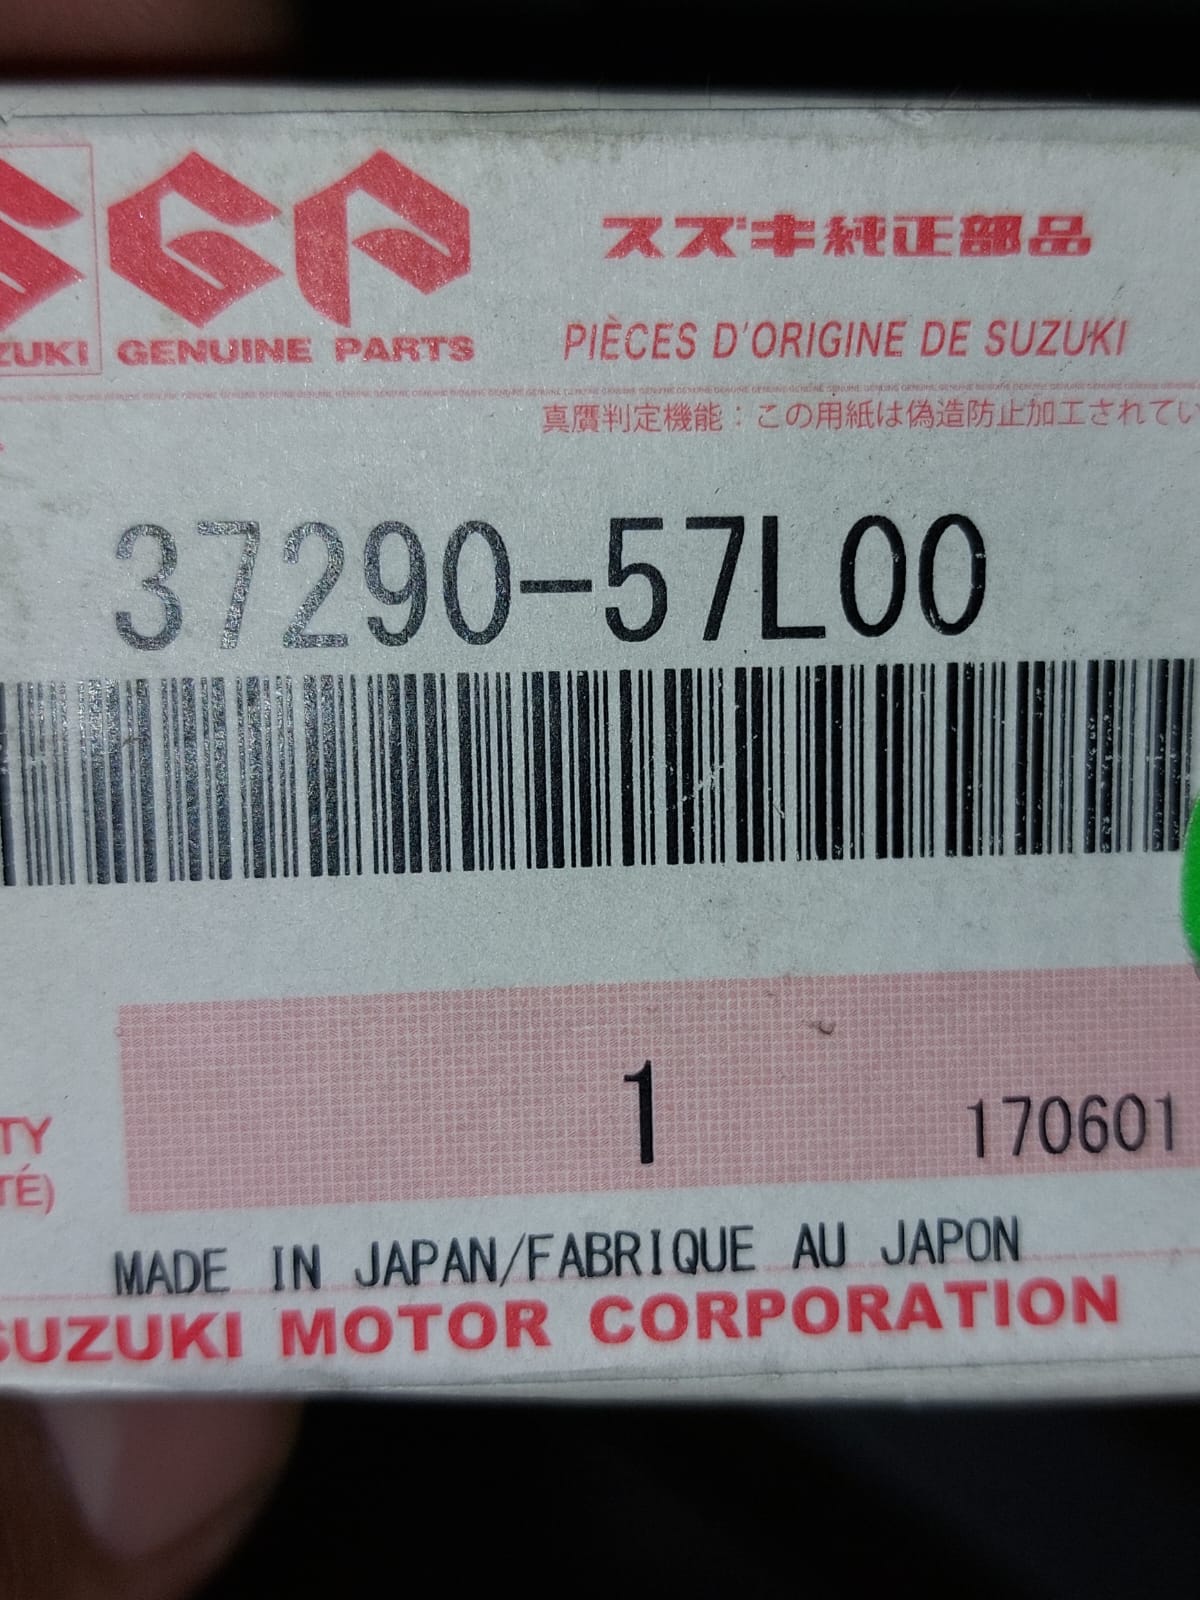 SGP
スズキ純正部品
ZUKI GENUINE PARTS
PIÈCES D'ORIGINE DE SUZUKI
真贋判定機能：この用紙は偽造防止加工されてい
37290-57L00
TY
TÉ)
1
170601
MADE IN JAPAN/FABRIQUE AU JAPON
SUZUKI MOTOR CORPORATION